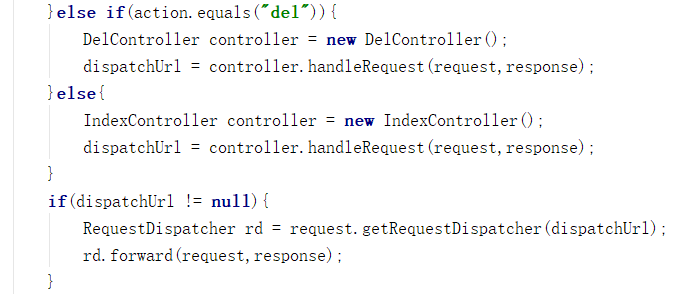 }else if(action.equals("del")){
DelController controller = new DelController();
dispatchUrl = controller.handleRequest(request,response);
}else{
IndexController controller = new IndexController();
dispatchUrl = controller.handleRequest(request,response);
}
if(dispatchUrl != null){
RequestDispatcher rd = request.getRequestDispatcher(dispatchUrl);
rd.forward(request,response);
}